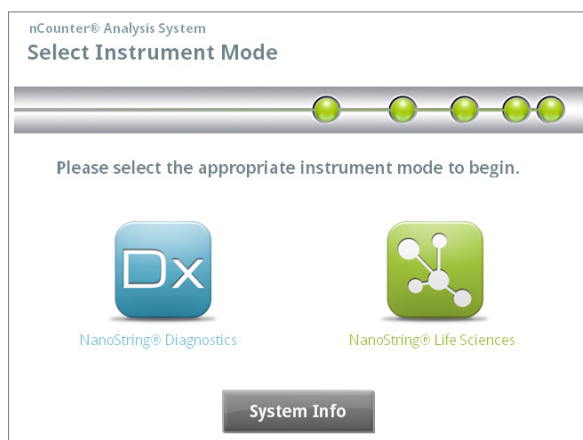 nCounter® Analysis System
Select Instrument Mode
Please select the appropriate instrument mode to begin.
Dx
NanoString® Diagnostics
NanoString® Life Sciences
System Info